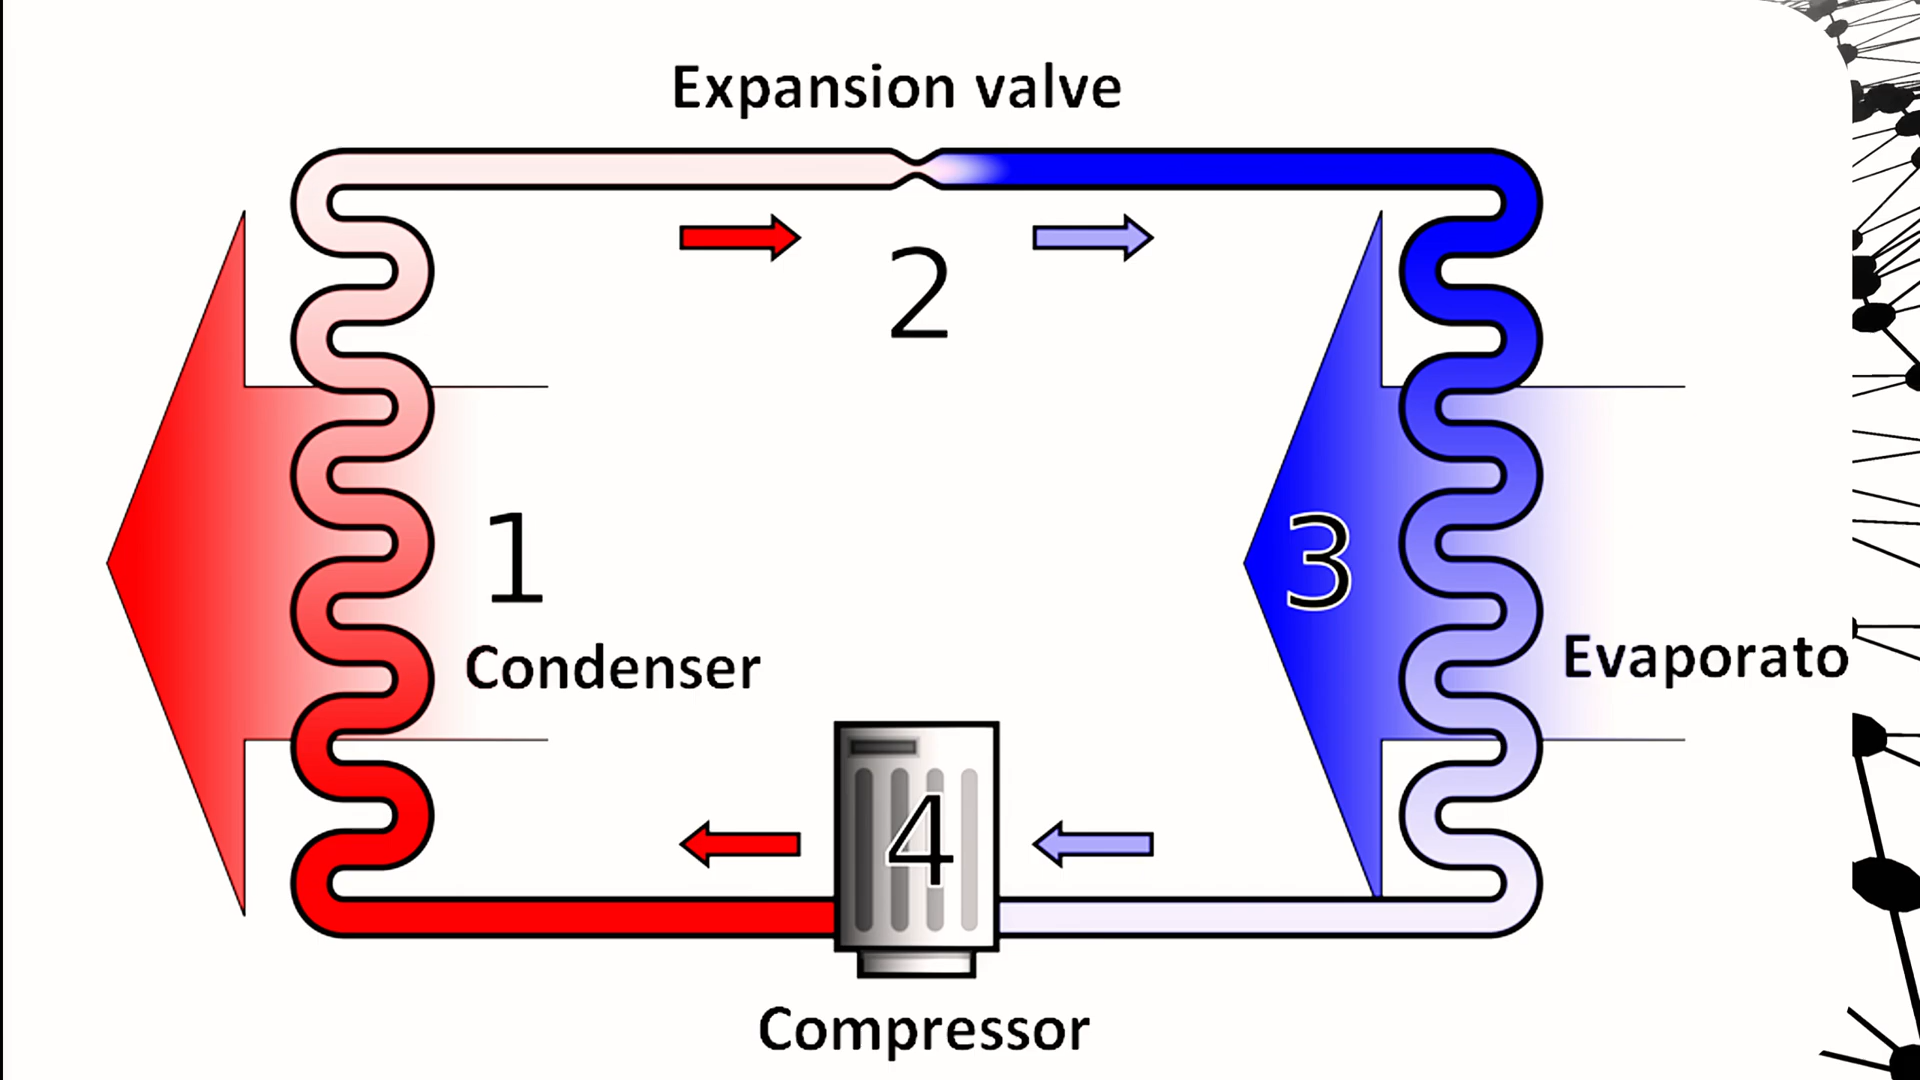 Expansion valve
2
1
3
Condenser
Evaporato
4
Compressor